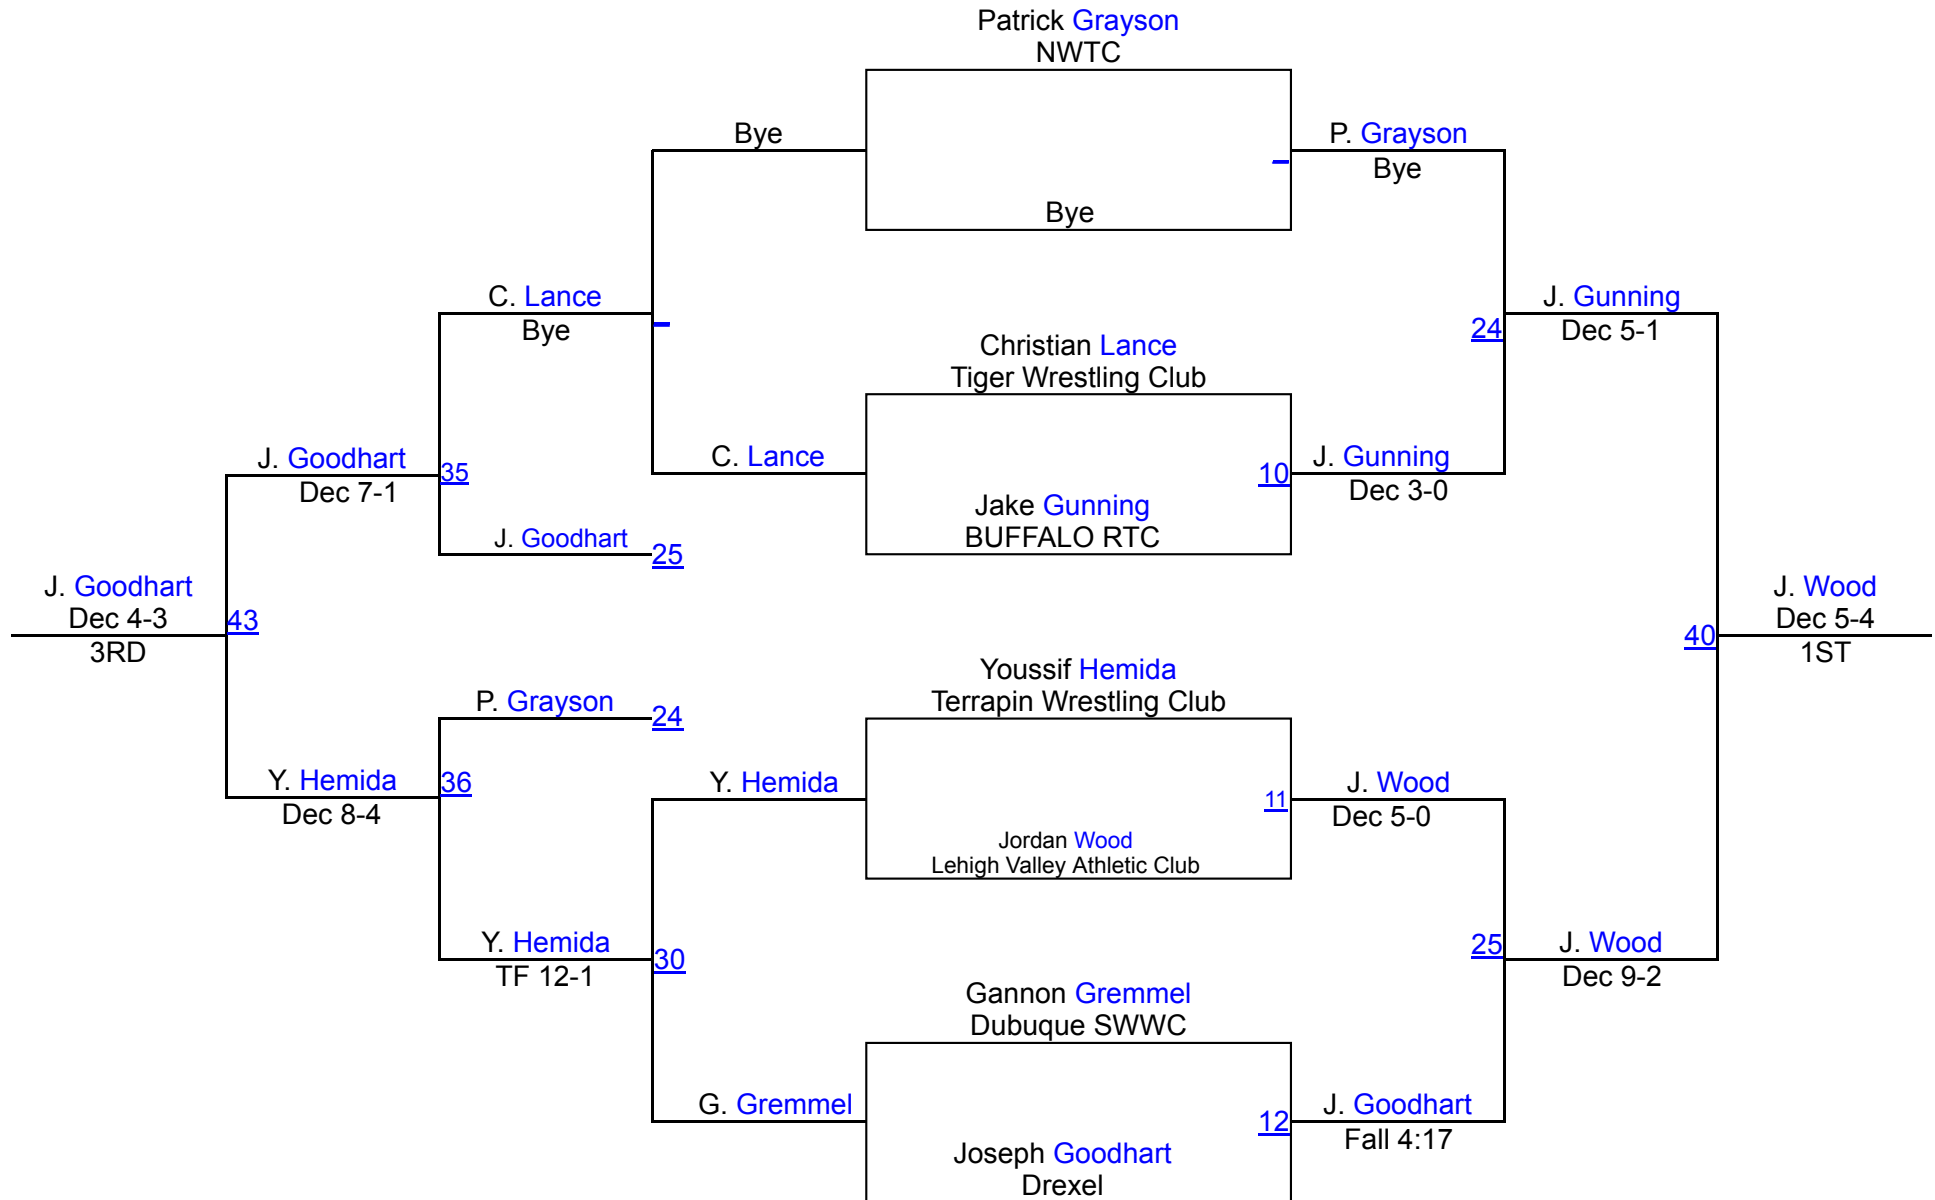 Patrick Grayson
NWTC
Bye
P. Grayson
Bye
Bye
C. Lance
Bye
J. Gunning
Dec 5-1
24
Christian Lance
Tiger Wrestling Club
C. Lance
10
J. Gunning
Dec 3-0
Jake Gunning
BUFFALO RTC
J. Goodhart
Dec 7-1
35
J. Goodhart
25
J. Goodhart
Dec 4-3
3RD
43
J. Wood
Dec 5-4
1ST
40
Youssif Hemida
Terrapin Wrestling Club
P. Grayson
24
Y. Hemida
Dec 8-4
36
Y. Hemida
11
J. Wood
Dec 5-0
Jordan Wood
Lehigh Valley Athletic Club
Y. Hemida
TF 12-1
30
25
J. Wood
Dec 9-2
Gannon Gremmel
Dubuque SWWC
G. Gremmel
12
J. Goodhart
Fall 4:17
Joseph Goodhart
Drexel